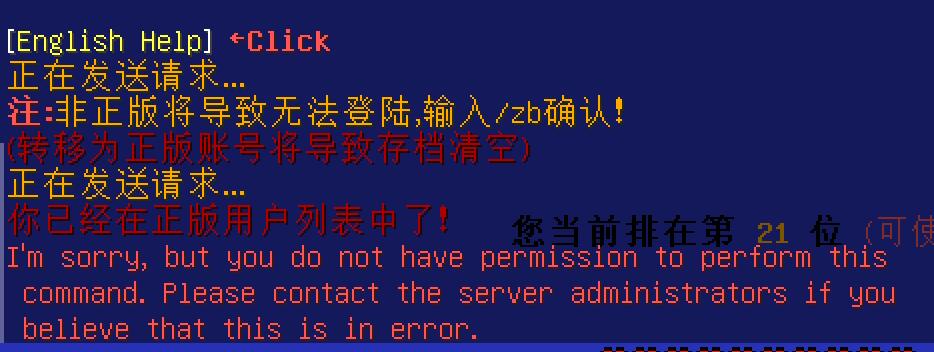 [English Help] ←Click
正在发送请求...
注:非正版将导致无法登陆,输入/zb确认!
(转移为正版账号将导致存档清空)
正在发送请求...
你已经在正版用户列表中了!
您当前排在第 21 位 (可使
I'm sorry, but you do not have permission to perform this
command. Please contact the server administrators if you
believe that this is in error.